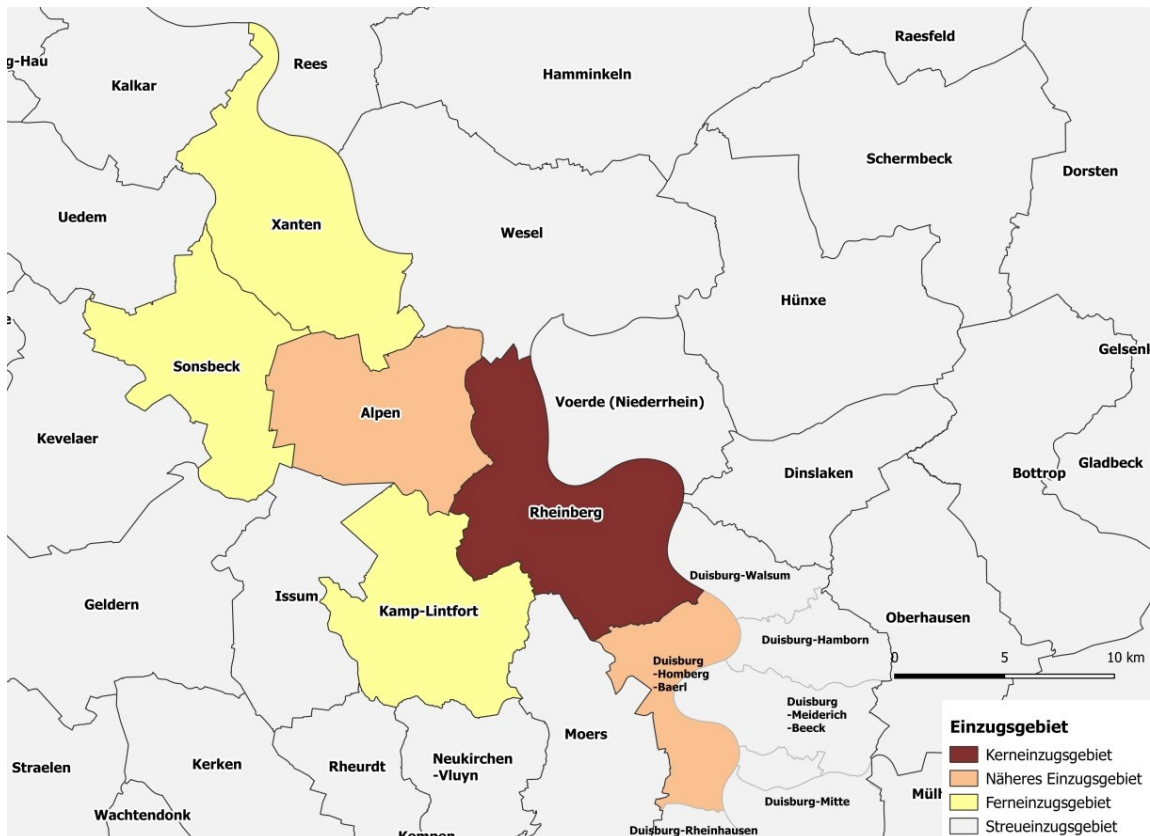 Raesfeld
g-Hau
Rees
Hamminkeln
Kalkar
Schermbeck
Dorsten
Uedem
Xanten
Wesel
Hünxe
Gelsenk
Sonsbeck
Voerde (Niederrhein)
Alpen
Kevelaer
Dinslaken
Gladbeck
Bottrop
Rheinberg
Duisburg-Walsum
Issum
Geldern
Kamp-Lintfort
Oberhausen
Duisburg-Hamborn
0 5 10 km
Duisburg
-Homberg
-Baerl
Duisburg
-Meiderich
-Beeck
Moers
Einzugsgebiet
Kerneinzugsgebiet
Näheres Einzugsgebiet
Ferneinzugsgebiet
Streueinzugsgebiet
Straelen
Kerken
Rheurdt
Neukirchen
-Vluyn
Mülh
Duisburg-Mitte
Wachtendonk
Duisburg-Rheinhausen